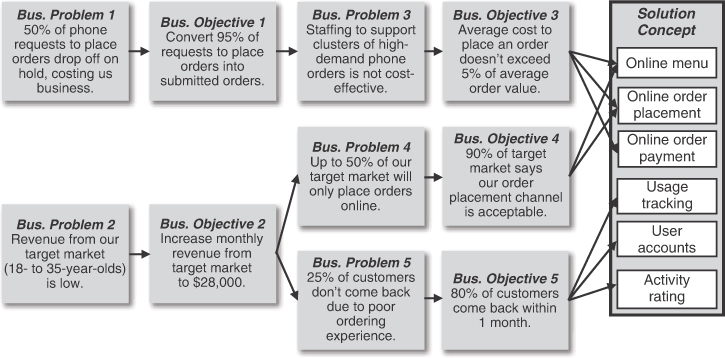 Bus. Problem 1
50% of phone
requests to place
orders drop off on
hold, costing us
business.
Bus. Objective 1
Convert 95% of
requests to place
orders into
submitted orders.
Bus. Problem 3
Staffing to support
clusters of high-
demand phone
orders is not cost-
effective.
Bus. Objective 3
Average cost to
place an order
doesn't exceed
5% of average
order value.
Bus. Problem 4
Up to 50% of our
target market will
only place orders
online.
Bus. Objective 4
90% of target
market says
our order
placement channel
is acceptable.
Bus. Problem 2
Revenue from our
target market
(18- to 35-year-olds)
is low.
Bus. Objective 2
Increase monthly
revenue from
target market
to $28,000.
Bus. Problem 5
25% of customers
don't come back
due to poor
ordering
experience.
Bus. Objective 5
80% of customers
come back within
1 month.
Solution
Concept
Online menu
Online order
placement
Online order
payment
Usage
tracking
User
accounts
Activity
rating